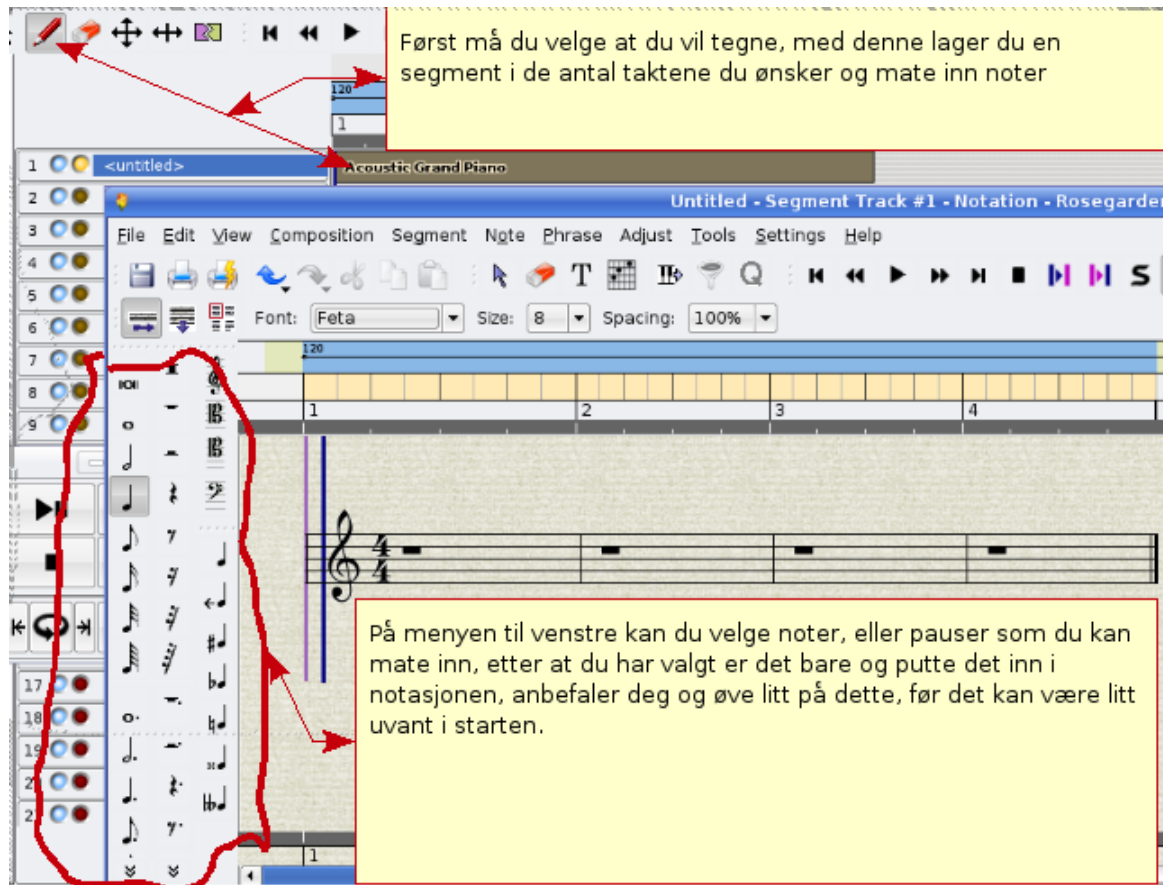 Først må du velge at du vil tegne, med denne lager du en
segment i de antal taktene du ønsker og mate inn noter
120
1
1 <untitled> Acoustic Grand Piano
2
Untitled - Segment Track #1 - Notation - Rosegarde
3
File Edit View Composition Segment Note Phrase Adjust Tools Settings Help
4
T Q S
5
6
Font: Feta Size: 8 Spacing: 100%
7
120
8
9
1 2 3 4
4
4
På menyen til venstre kan du velge noter, eller pauser som du kan
mate inn, etter at du har valgt er det bare og putte det inn i
notasjonen, anbefaler deg og øve litt på dette, før det kan være litt
uvant i starten.
17
18
19
2
2
1